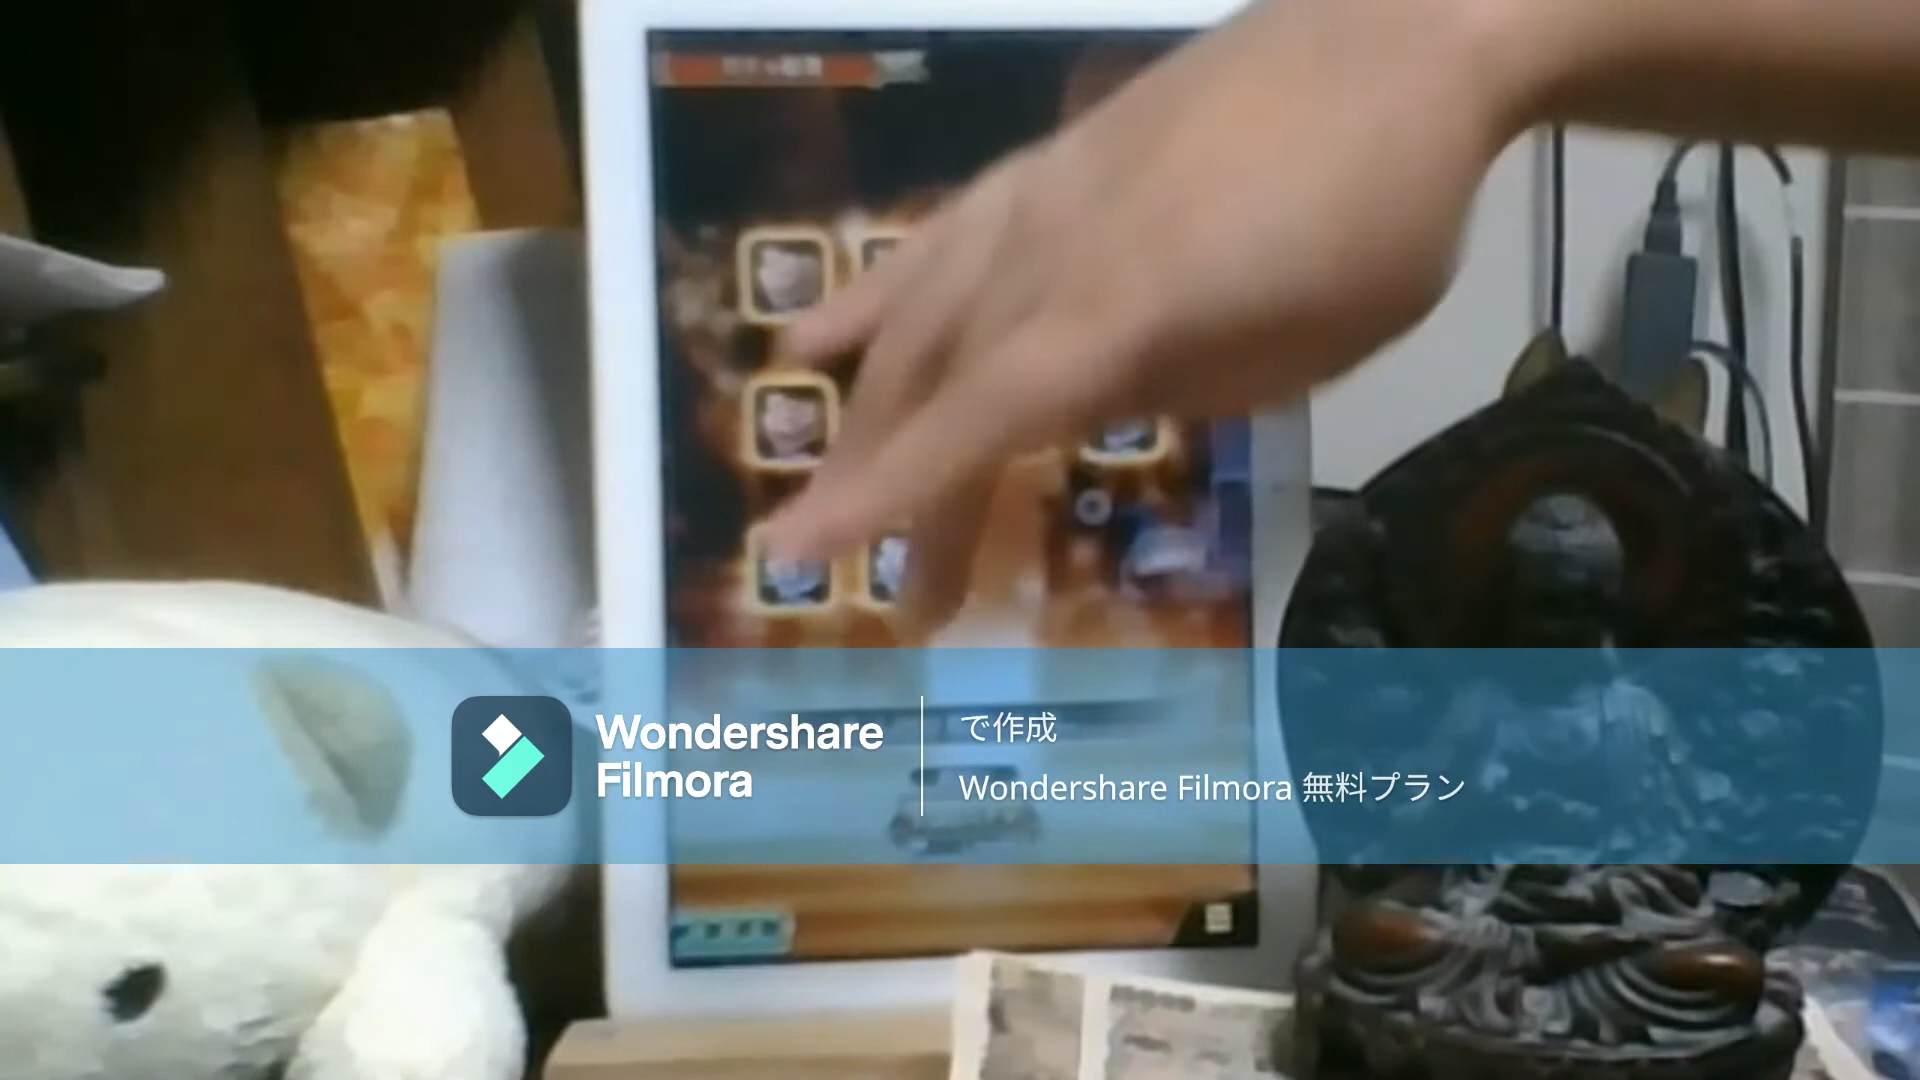 Wondershare
Filmora
で作成
Wondershare Filmora 無料プラン